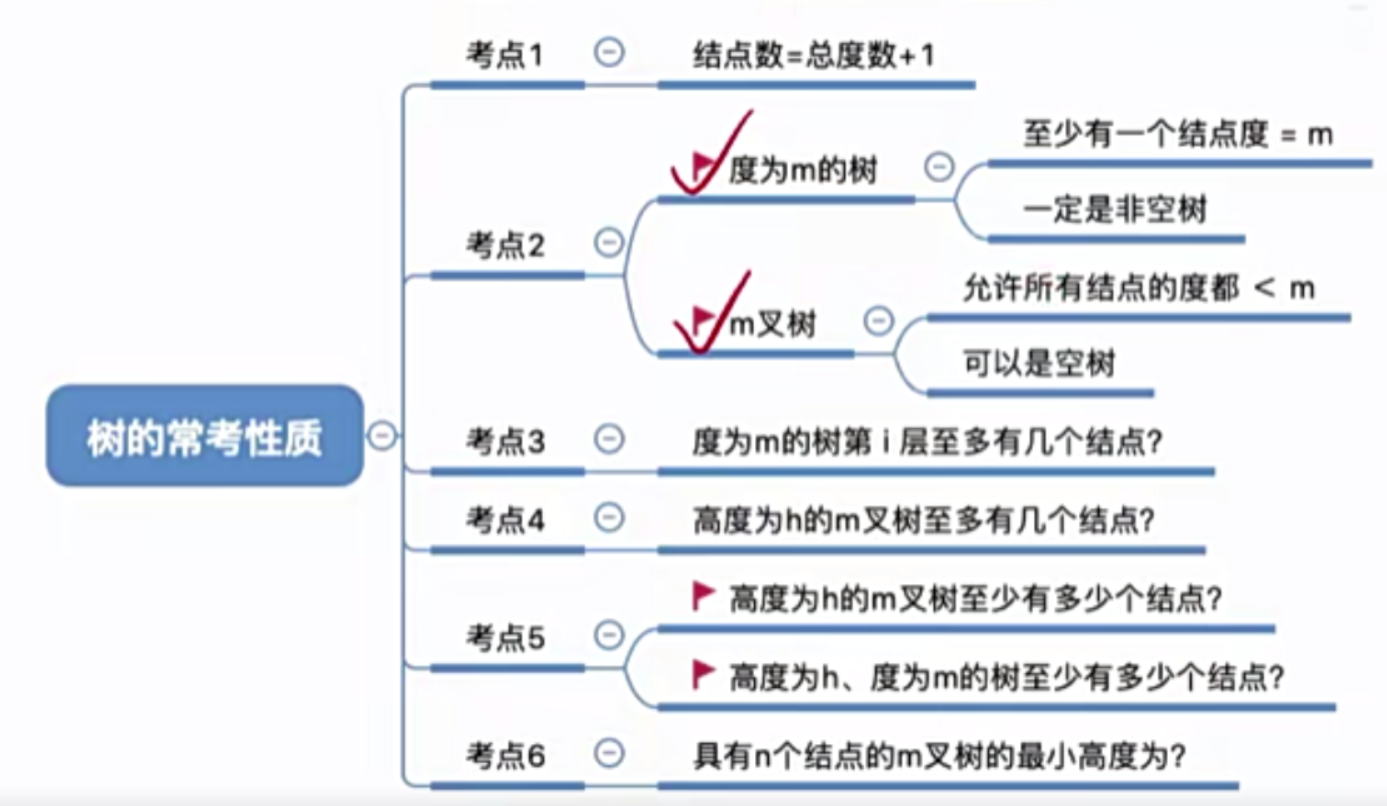 考点1
结点数=总度数+1
考点2
度为m的树
至少有一个结点度 = m
一定是非空树
m叉树
允许所有结点的度都 < m
可以是空树
树的常考性质
考点3
度为m的树第 i 层至多有几个结点?
考点4
高度为h的m叉树至多有几个结点?
考点5
高度为h的m叉树至少有多少个结点?
高度为h、度为m的树至少有多少个结点?
考点6
具有n个结点的m叉树的最小高度为?